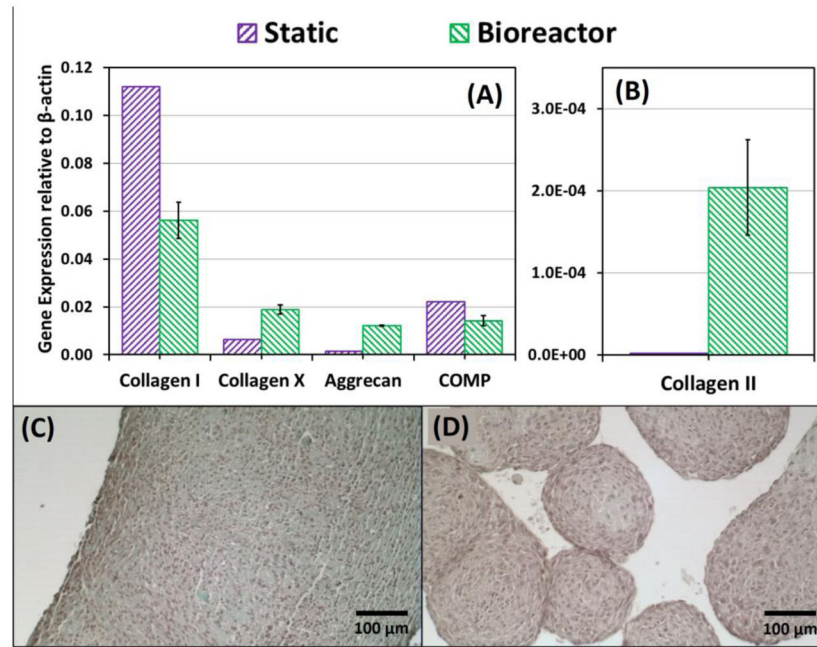 Static Bioreactor
Gene Expression relative to β-actin
0.12
0.10
0.08
0.06
0.04
0.02
0.00
(A)
Collagen I Collagen X Aggrecan COMP
3.0E-04
2.0E-04
1.0E-04
0.0E+00
(B)
Collagen II
(C)
100 µm
(D)
100 µm